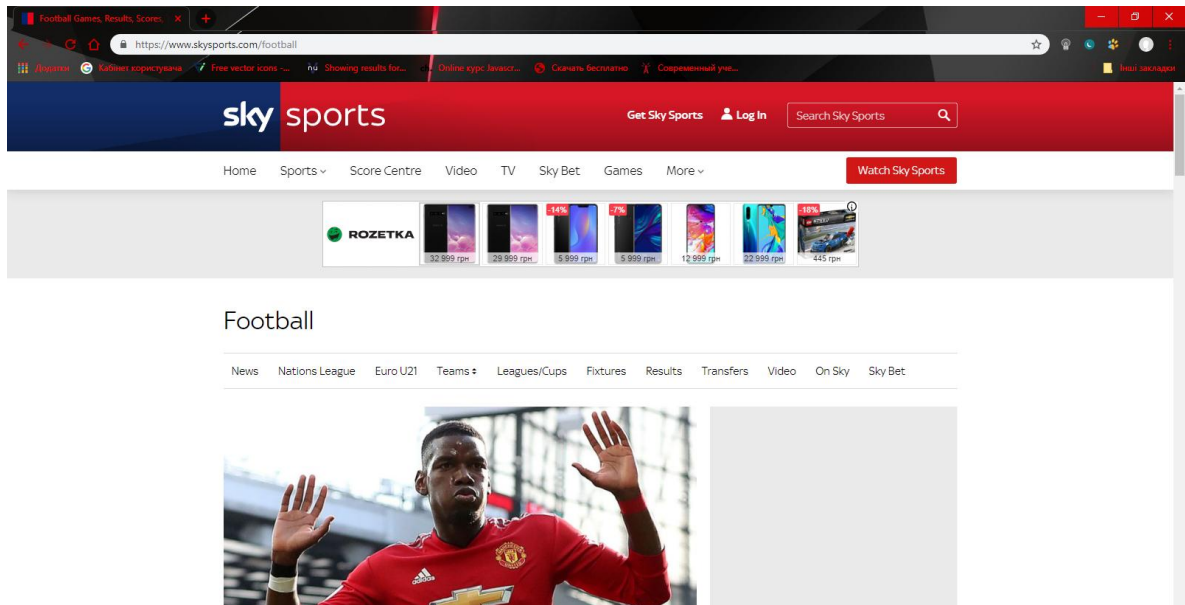 Football Games, Results, Scores,
https://www.skysports.com/football
Додатки Кабінет користувача Free vector icons -... Showing results for... Online курс Javascr... Скачать бесплатно Современный уче... Інші закладки
sky sports Get Sky Sports Log In Search Sky Sports
Home Sports Score Centre Video TV Sky Bet Games More Watch Sky Sports
-14% -7% -18%
ROZETKA
32 999 грн 29 999 грн 5 999 грн 5 999 грн 12 999 грн 22 999 грн 445 грн
Football
News Nations League Euro U21 Teams Leagues/Cups Fixtures Results Transfers Video On Sky Sky Bet
adidas